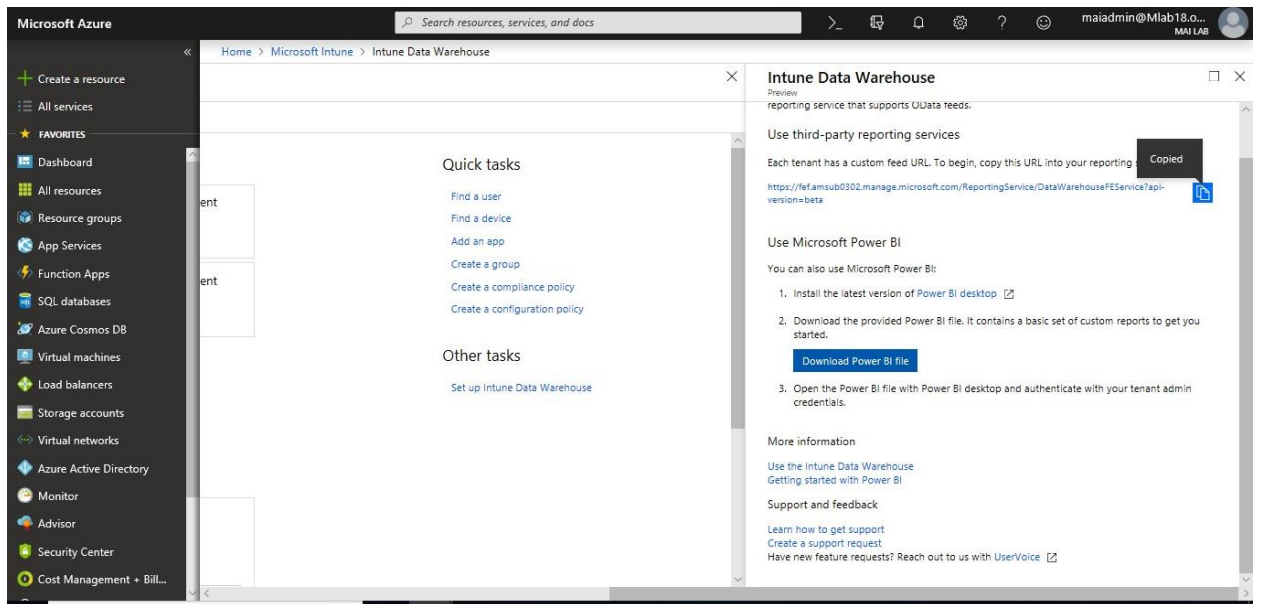 Microsoft Azure
Search resources, services, and docs
maiadmin@Mlab18.o...
MAI LAB
Home > Microsoft Intune > Intune Data Warehouse
Create a resource
All services
FAVORITES
Dashboard
All resources
Resource groups
App Services
Function Apps
SQL databases
Azure Cosmos DB
Virtual machines
Load balancers
Storage accounts
Virtual networks
Azure Active Directory
Monitor
Advisor
Security Center
Cost Management + Bill...
ent
ent
Quick tasks
Find a user
Find a device
Add an app
Create a group
Create a compliance policy
Create a configuration policy
Other tasks
Set up Intune Data Warehouse
Intune Data Warehouse
Preview
reporting service that supports OData feeds.
Use third-party reporting services
Copied
Each tenant has a custom feed URL. To begin, copy this URL into your reporting
https://fef.amsub0302.manage.microsoft.com/ReportingService/DataWarehouseFEService?api-
version=beta
Use Microsoft Power BI
You can also use Microsoft Power BI:
1. Install the latest version of Power BI desktop
2. Download the provided Power BI file. It contains a basic set of custom reports to get you
started.
Download Power BI file
3. Open the Power BI file with Power BI desktop and authenticate with your tenant admin
credentials.
More information
Use the Intune Data Warehouse
Getting started with Power BI
Support and feedback
Learn how to get support
Create a support request
Have new feature requests? Reach out to us with UserVoice